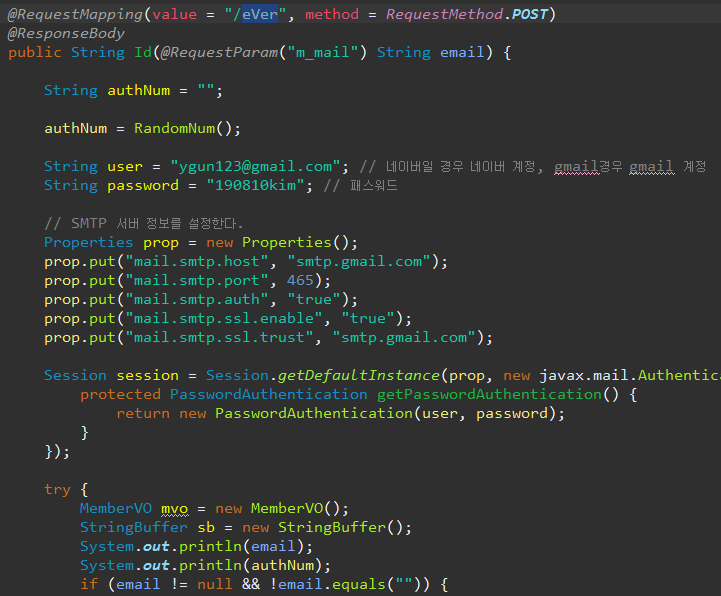 @RequestMapping(value = "/eVer", method = RequestMethod.POST)
@ResponseBody
public String Id(@RequestParam("m_mail") String email) {
String authNum = "";
authNum = RandomNum();
String user = "ygun123@gmail.com"; // 네이버일 경우 네이버 계정, gmail경우 gmail 계정
String password = "190810kim"; // 패스워드
// SMTP 서버 정보를 설정한다.
Properties prop = new Properties();
prop.put("mail.smtp.host", "smtp.gmail.com");
prop.put("mail.smtp.port", 465);
prop.put("mail.smtp.auth", "true");
prop.put("mail.smtp.ssl.enable", "true");
prop.put("mail.smtp.ssl.trust", "smtp.gmail.com");
Session session = Session.getDefaultInstance(prop, new javax.mail.Authentica
protected PasswordAuthentication getPasswordAuthentication() {
return new PasswordAuthentication(user, password);
}
});
try {
MemberVO mvo = new MemberVO();
StringBuffer sb = new StringBuffer();
System.out.println(email);
System.out.println(authNum);
if (email != null && !email.equals("")) {